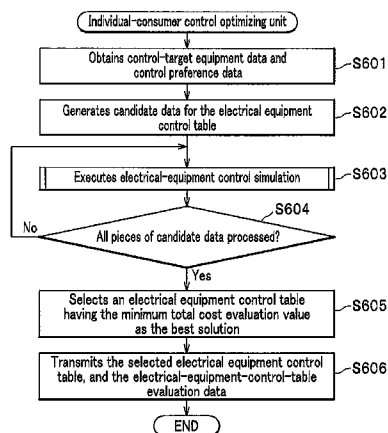 Individual-consumer control optimizing unit
Obtains control-target equipment data and
control preference data
S601
Generates candidate data for the electrical equipment
control table
S602
Executes electrical-equipment control simulation
S603
S604
All pieces of candidate data processed?
No
Yes
Selects an electrical equipment control table
having the minimum total cost evaluation value
as the best solution
S605
Transmits the selected electrical equipment control
table, and the electrical-equipment-control-table
evaluation data
S606
END